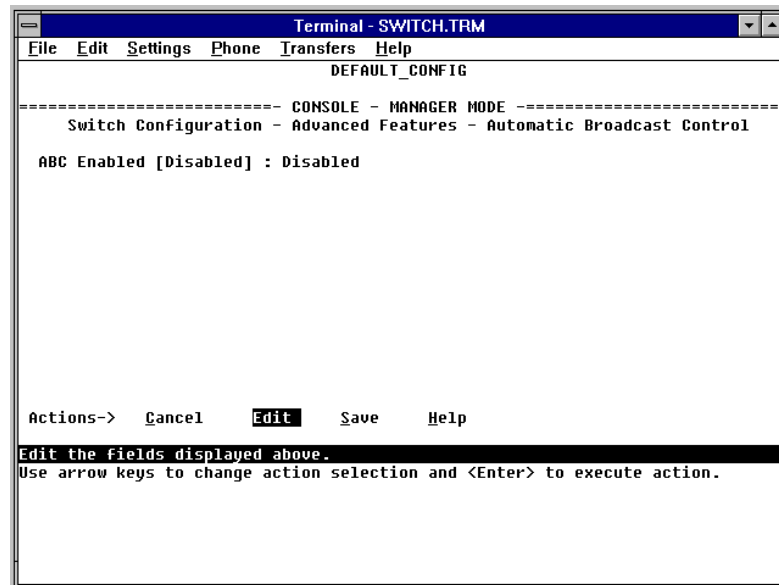 Terminal - SWITCH.TRM
File Edit Settings Phone Transfers Help
DEFAULT_CONFIG
==========================- CONSOLE - MANAGER MODE -==========================
Switch Configuration - Advanced Features - Automatic Broadcast Control
ABC Enabled [Disabled] : Disabled
Actions-> Cancel Edit Save Help
Edit the fields displayed above.
Use arrow keys to change action selection and <Enter> to execute action.